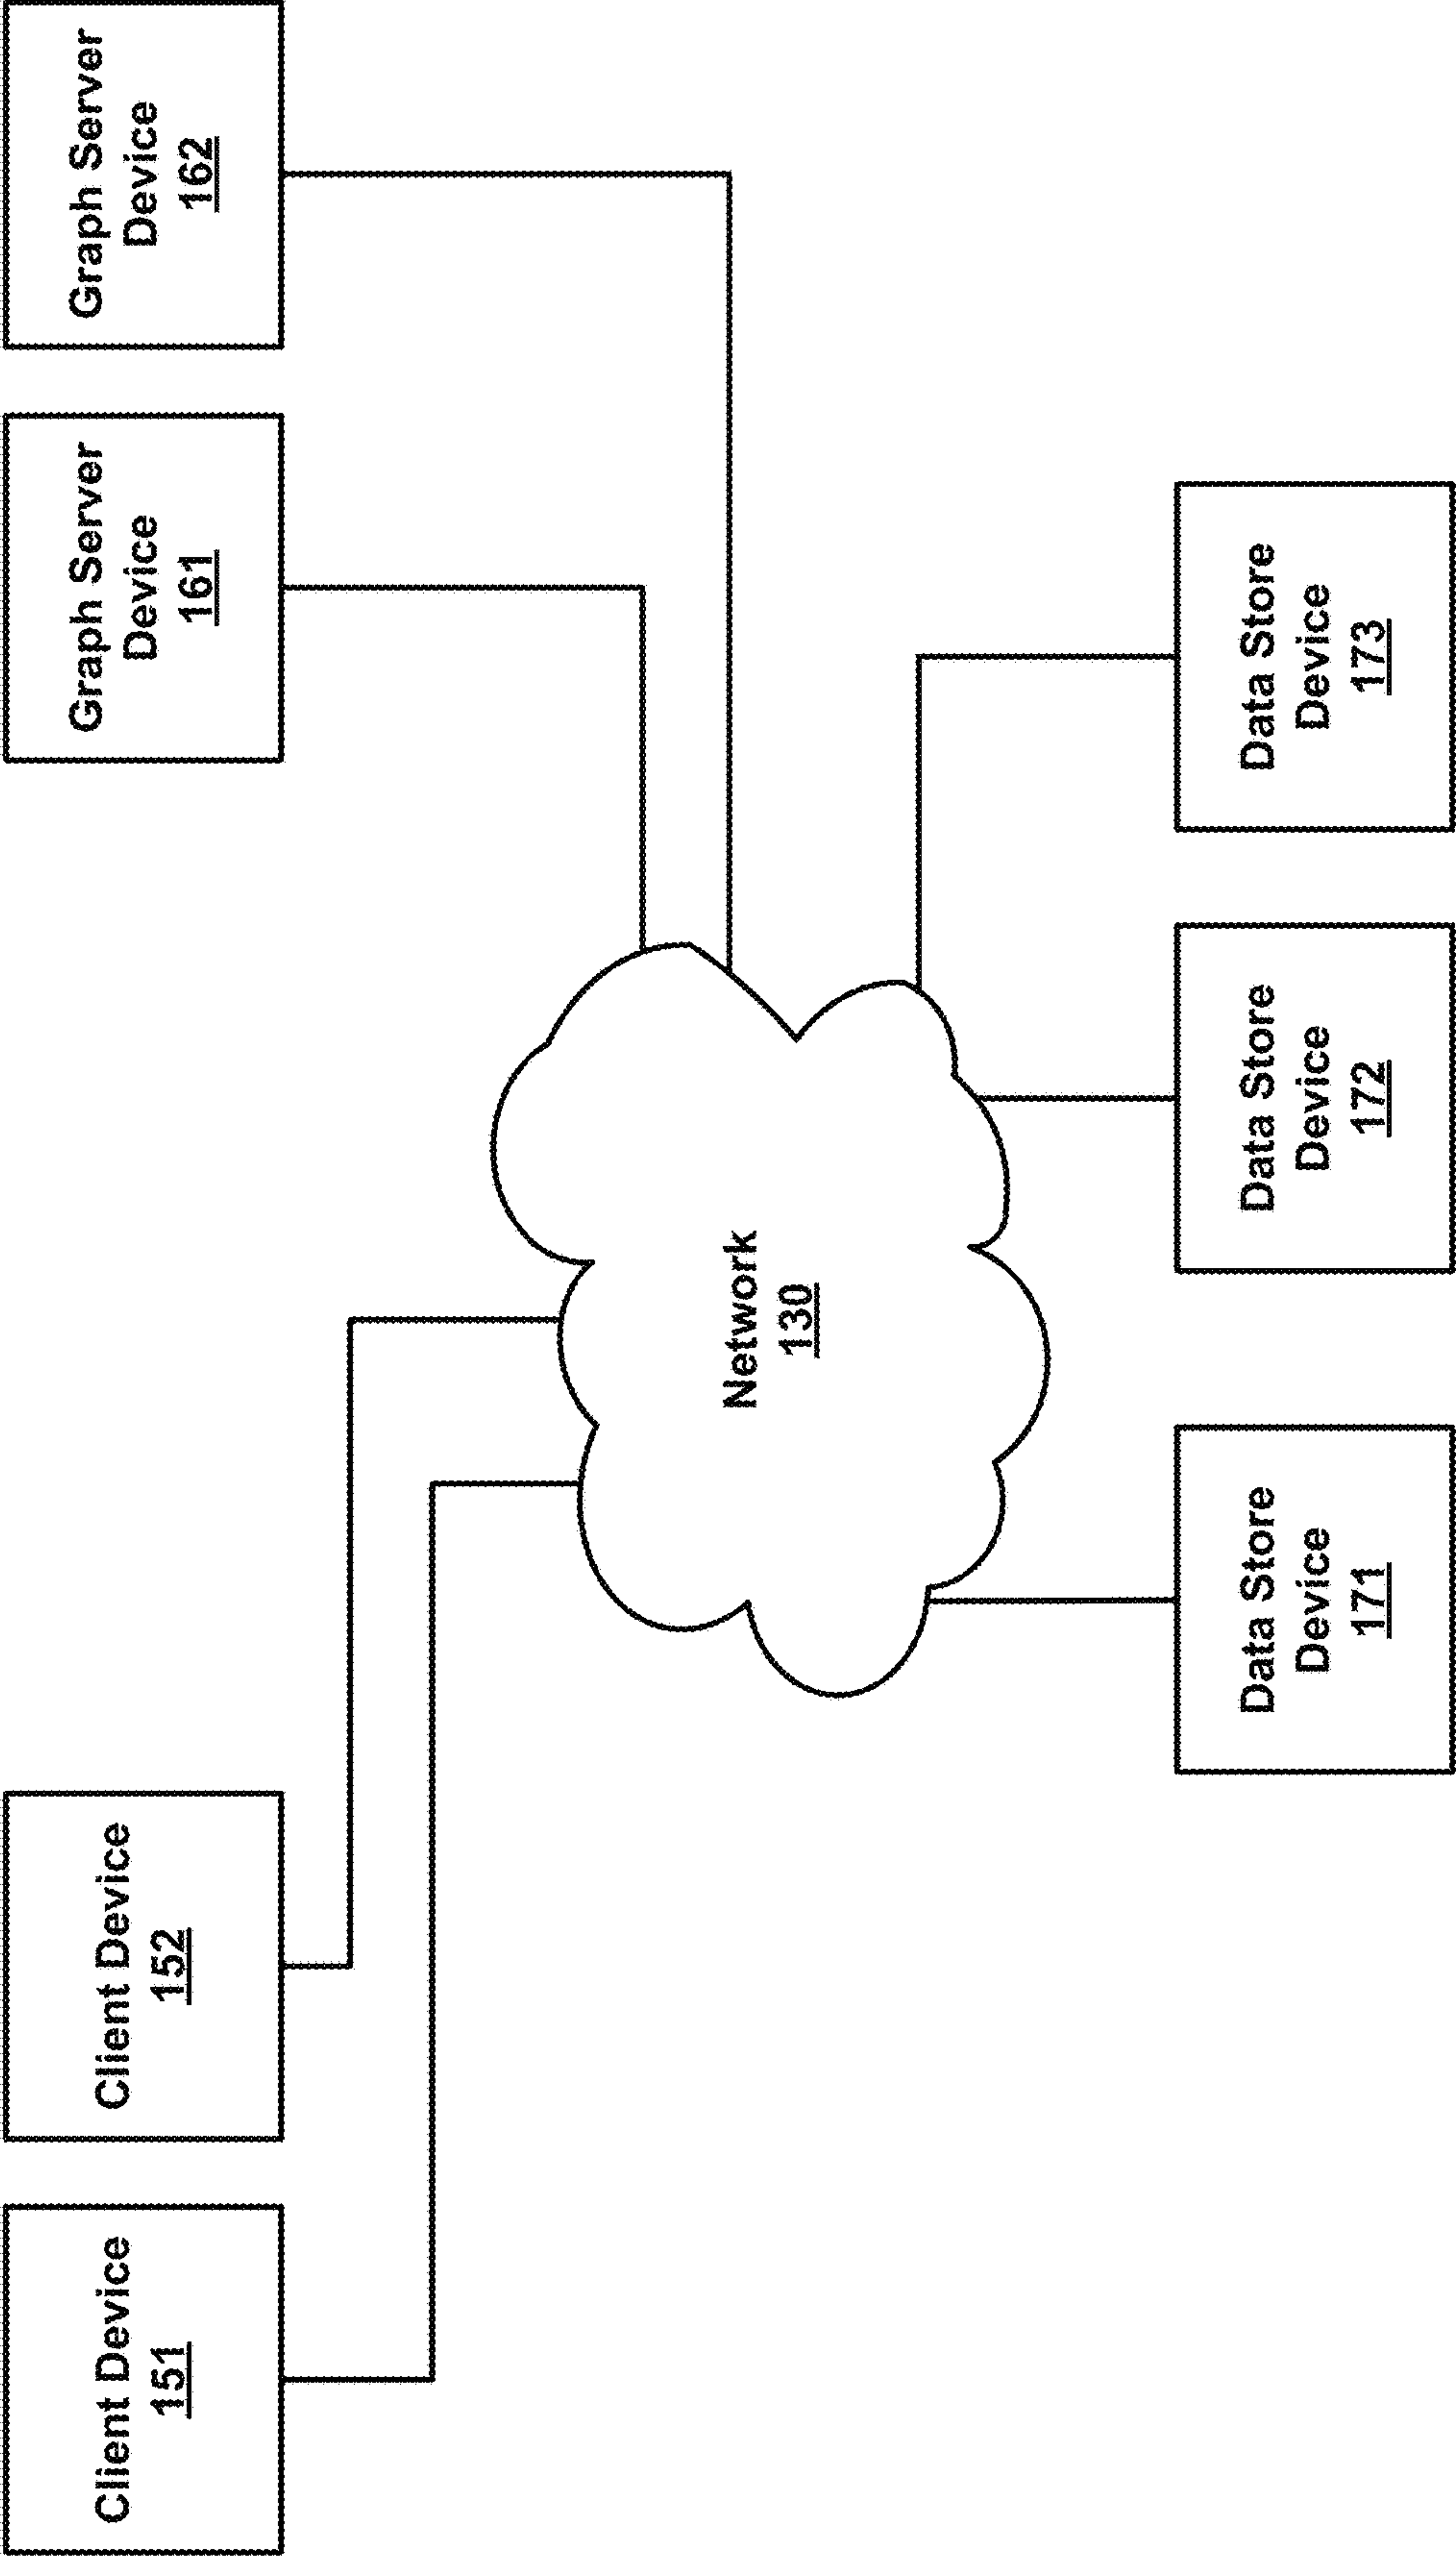 Client Device
151
Client Device
152
Graph Server
Device
161
Graph Server
Device
162
Network
130
Data Store
Device
171
Data Store
Device
172
Data Store
Device
173